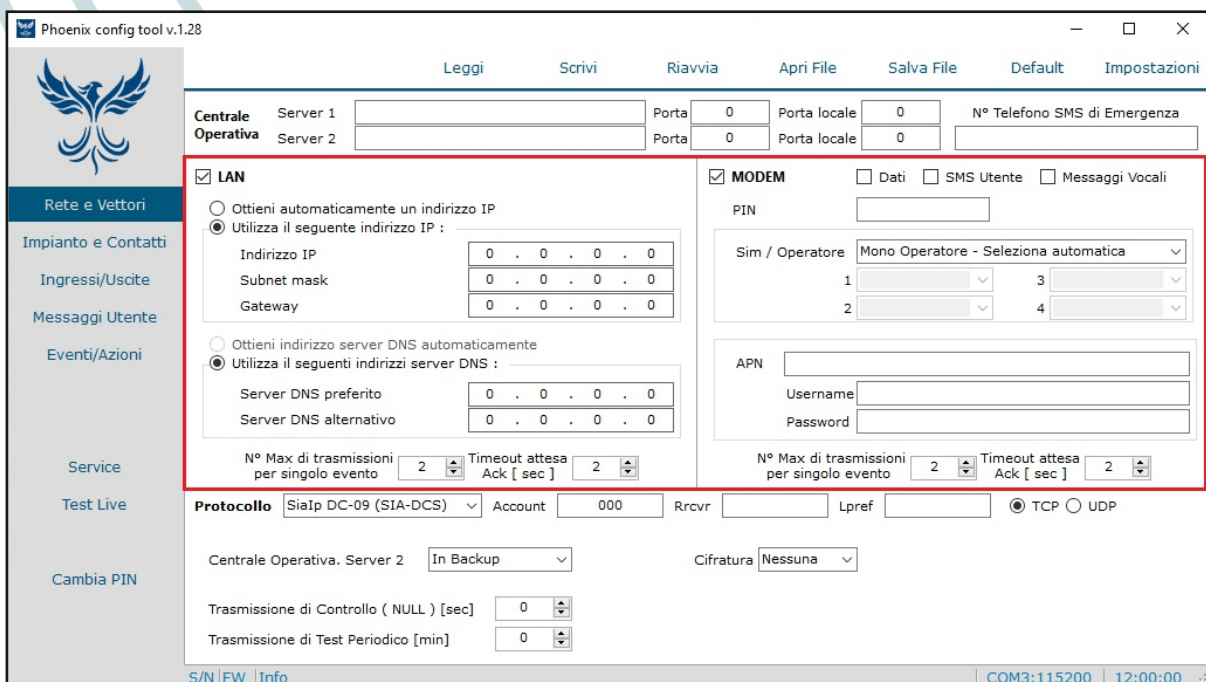 Phoenix config tool v.1.28
Leggi Scrivi Riavvia Apri File Salva File Default Impostazioni
Centrale Operativa
Server 1 Porta 0 Porta locale 0 N° Telefono SMS di Emergenza
Server 2 Porta 0 Porta locale 0
Rete e Vettori
Impianto e Contatti
Ingressi/Uscite
Messaggi Utente
Eventi/Azioni
Service
Test Live
Cambia PIN
LAN
Ottieni automaticamente un indirizzo IP
Utilizza il seguente indirizzo IP :
Indirizzo IP 0 . 0 . 0 . 0
Subnet mask 0 . 0 . 0 . 0
Gateway 0 . 0 . 0 . 0
Ottieni indirizzo server DNS automaticamente
Utilizza il seguenti indirizzi server DNS :
Server DNS preferito 0 . 0 . 0 . 0
Server DNS alternativo 0 . 0 . 0 . 0
N° Max di trasmissioni
per singolo evento 2
Timeout attesa
Ack [ sec ] 2
MODEM Dati SMS Utente Messaggi Vocali
PIN
Sim / Operatore Mono Operatore - Seleziona automatica
1 3
2 4
APN
Username
Password
N° Max di trasmissioni
per singolo evento 2
Timeout attesa
Ack [ sec ] 2
Protocollo SiaIp DC-09 (SIA-DCS) Account 000 Rrcvr Lpref TCP UDP
Centrale Operativa. Server 2 In Backup Cifratura Nessuna
Trasmissione di Controllo ( NULL ) [sec] 0
Trasmissione di Test Periodico [min] 0
S/N FW Info COM3:115200 12:00:00